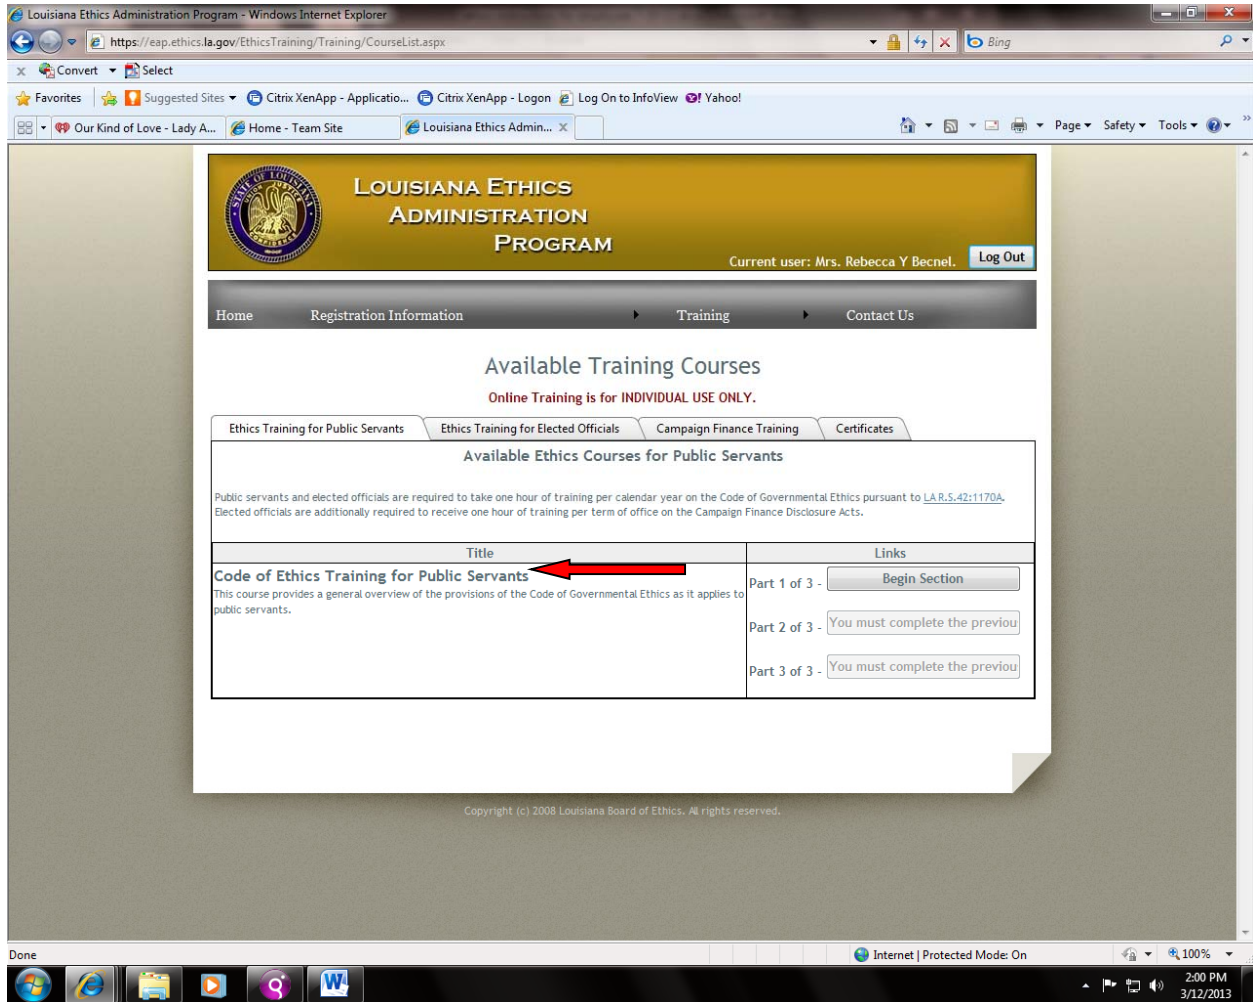 Louisiana Ethics Administration Program - Windows Internet Explorer
https://eap.ethics.la.gov/EthicsTraining/Training/CourseList.aspx
Bing
x Convert Select
Favorites Suggested Sites Citrix XenApp - Applicatio... Citrix XenApp - Logon Log On to InfoView Yahoo!
Our Kind of Love - Lady A... Home - Team Site Louisiana Ethics Admin... X Page Safety Tools
STATE OF LOUISIANA
UNION JUSTICE
CONFIDENCE
LOUISIANA ETHICS
ADMINISTRATION
PROGRAM
Current user: Mrs. Rebecca Y Becnel. Log Out
Home Registration Information Training Contact Us
Available Training Courses
Online Training is for INDIVIDUAL USE ONLY.
Ethics Training for Public Servants Ethics Training for Elected Officials Campaign Finance Training Certificates
Available Ethics Courses for Public Servants
Public servants and elected officials are required to take one hour of training per calendar year on the Code of Governmental Ethics pursuant to LA R.S.42:1170A.
Elected officials are additionally required to receive one hour of training per term of office on the Campaign Finance Disclosure Acts.
Title Links
Code of Ethics Training for Public Servants
This course provides a general overview of the provisions of the Code of Governmental Ethics as it applies to
public servants.
Part 1 of 3 - Begin Section
Part 2 of 3 - You must complete the previou
Part 3 of 3 - You must complete the previou
Copyright (c) 2008 Louisiana Board of Ethics. All rights reserved.
Done Internet | Protected Mode: On 100%
2:00 PM
3/12/2013